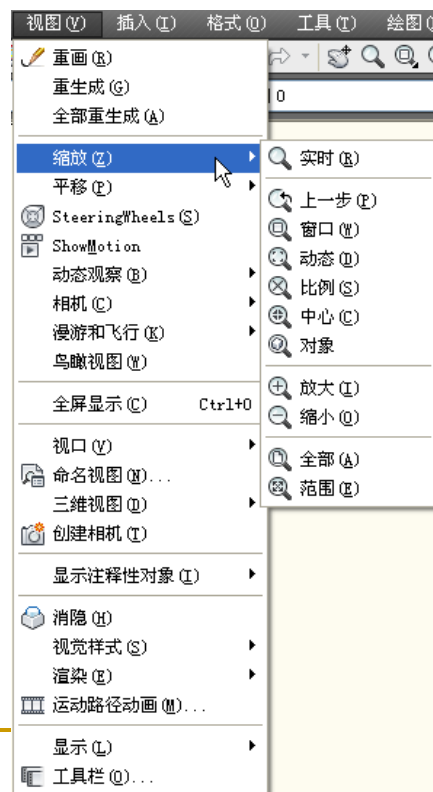 视图(V) 插入(I) 格式(O) 工具(T) 绘图(
重画(R)
重生成(G)
全部重生成(A)
0
缩放(Z)
平移(P)
SteeringWheels(S)
ShowMotion
动态观察(B)
相机(C)
漫游和飞行(K)
鸟瞰视图(W)
全屏显示(C) Ctrl+0
视口(V)
命名视图(N)...
三维视图(D)
创建相机(T)
显示注释性对象(I)
消隐(H)
视觉样式(S)
渲染(E)
运动路径动画(M)...
显示(L)
工具栏(O)...
实时(R)
上一步(P)
窗口(W)
动态(D)
比例(S)
中心(C)
对象
放大(I)
缩小(O)
全部(A)
范围(E)